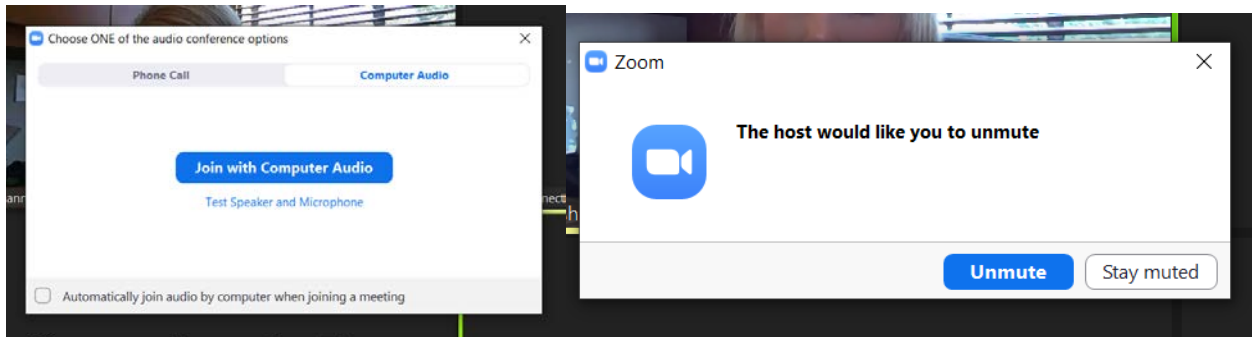 Choose ONE of the audio conference options
Phone Call
Computer Audio
Join with Computer Audio
Test Speaker and Microphone
Automatically join audio by computer when joining a meeting
Zoom
The host would like you to unmute
Unmute
Stay muted